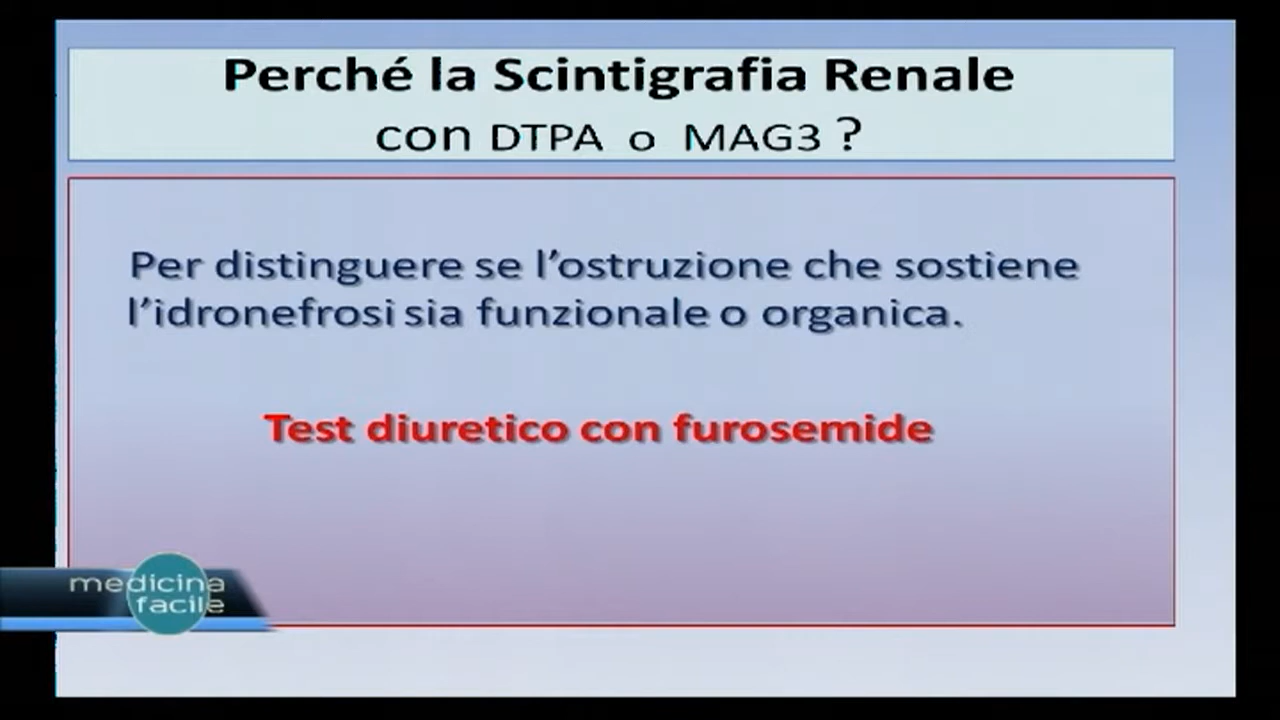 Perché la Scintigrafia Renale
con DTPA o MAG3 ?
Per distinguere se l’ostruzione che sostiene
l’idronefrosi sia funzionale o organica.
Test diuretico con furosemide
medicina
facile